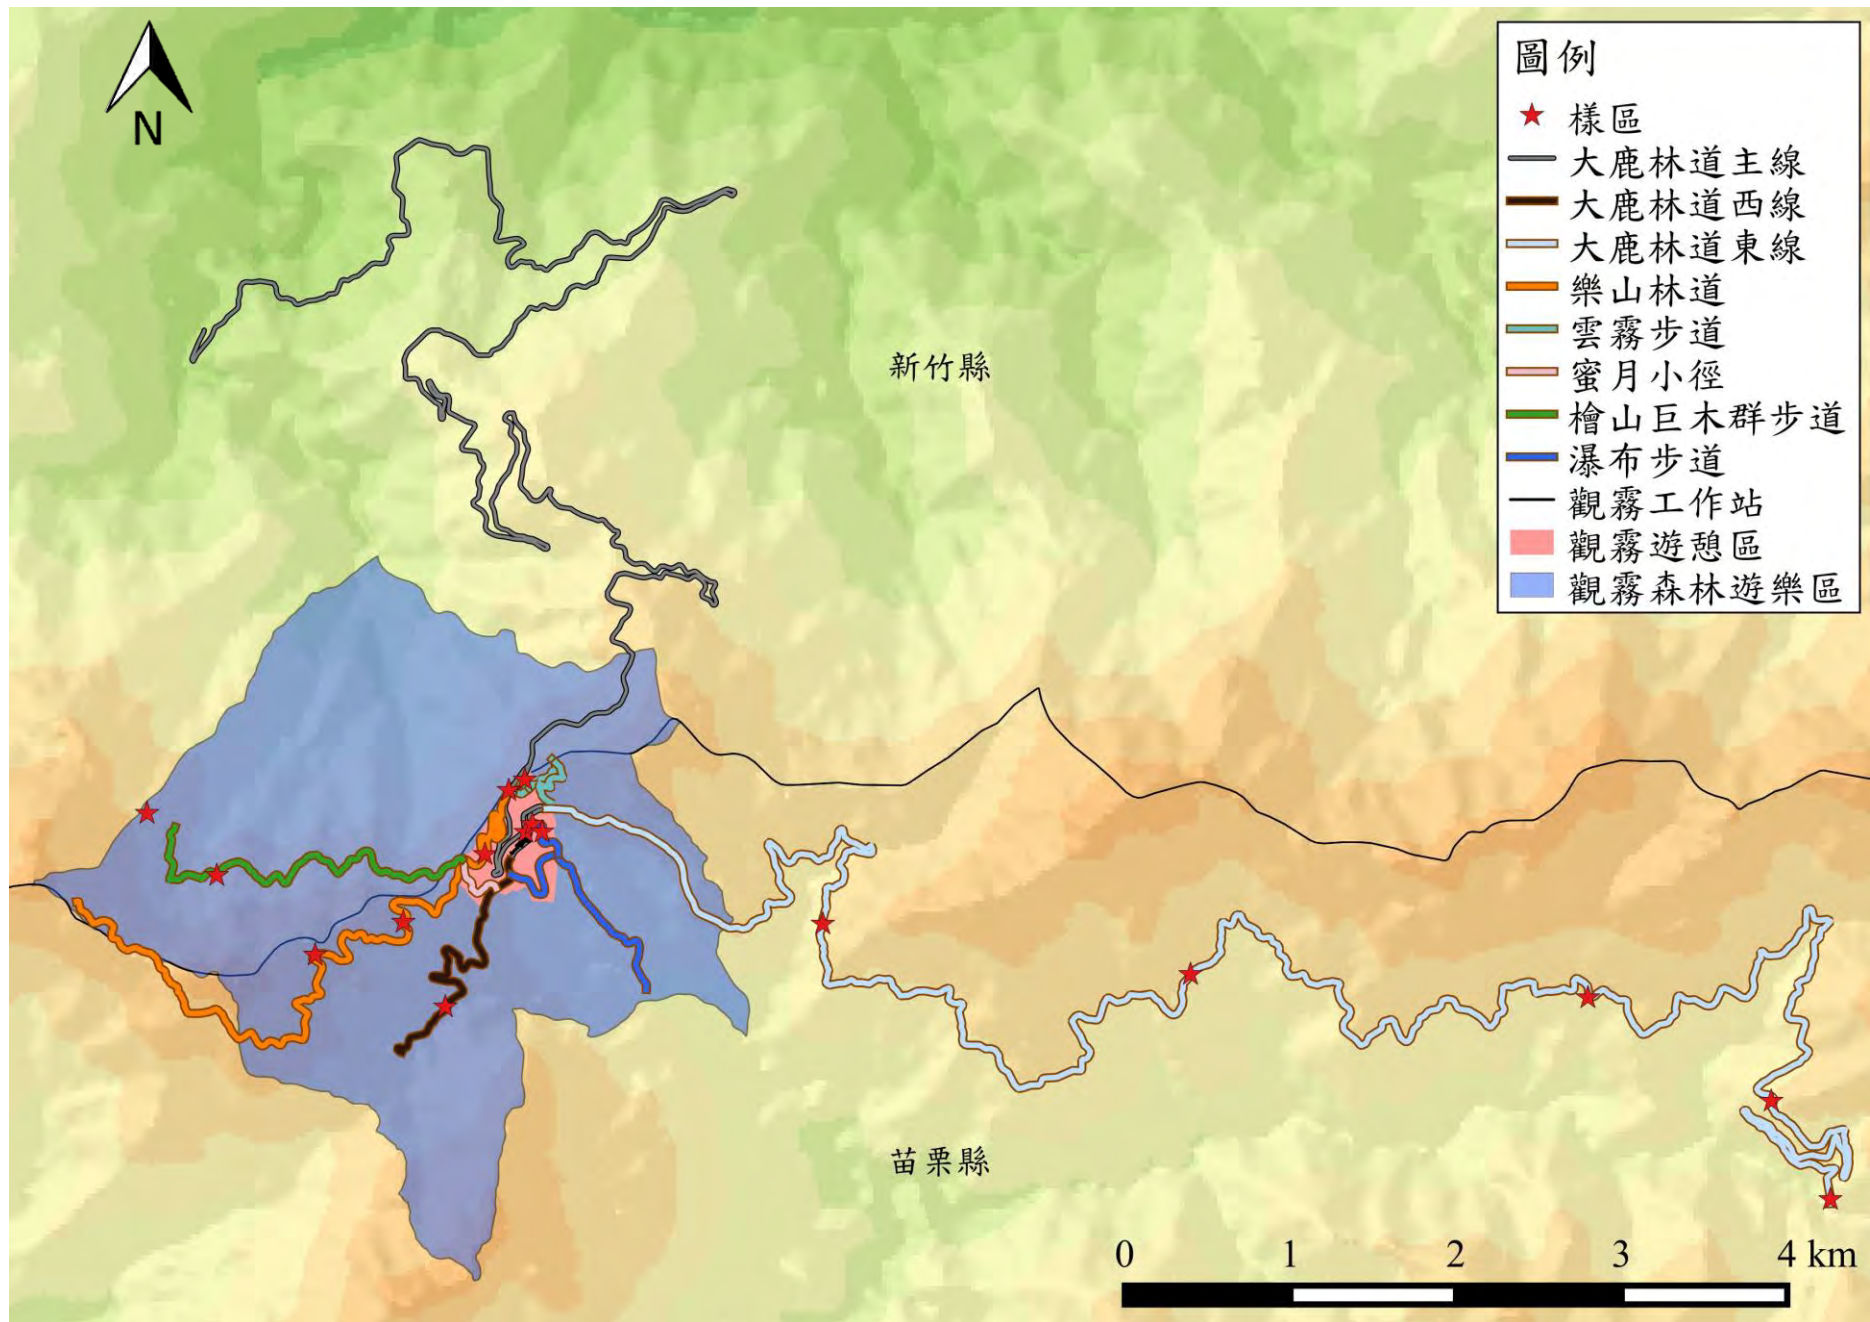 N
圖例
樣區
大鹿林道主線
大鹿林道西線
大鹿林道東線
樂山林道
雲霧步道
蜜月小徑
檜山巨木群步道
瀑布步道
觀霧工作站
觀霧遊憩區
觀霧森林遊樂區
新竹縣
苗栗縣
0 1 2 3 4 km